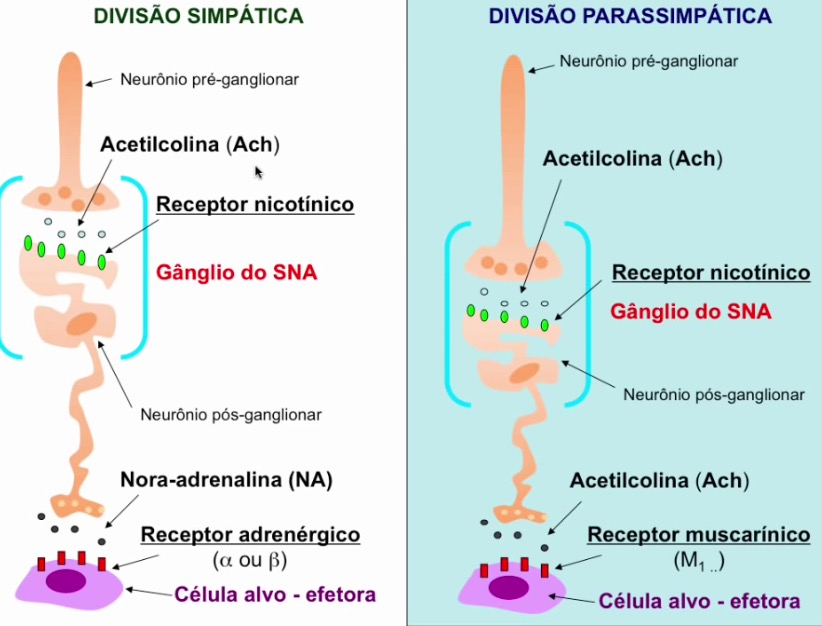 DIVISÃO SIMPÁTICA
Neurônio pré-ganglionar
Acetilcolina (Ach)
Receptor nicotínico
Gânglio do SNA
Neurônio pós-ganglionar
Nora-adrenalina (NA)
Receptor adrenérgico
(α ou β)
Célula alvo - efetora
DIVISÃO PARASSIMPÁTICA
Neurônio pré-ganglionar
Acetilcolina (Ach)
Receptor nicotínico
Gânglio do SNA
Neurônio pós-ganglionar
Acetilcolina (Ach)
Receptor muscarínico
(M₁ ..)
Célula alvo - efetora